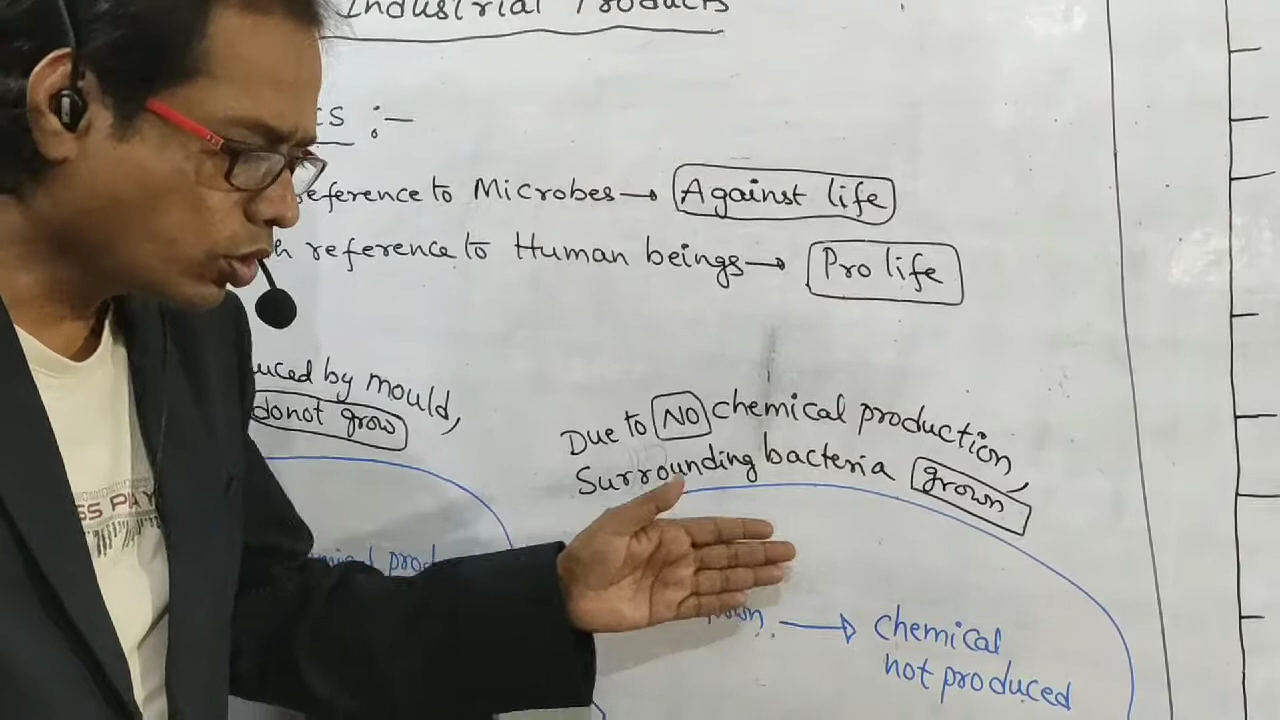 Industrial Products
:-
reference to Microbes → Against life
reference to Human beings → Pro life
by mould,
donot grow
Due to NO chemical production,
Surrounding bacteria grown
→ chemical
not produced